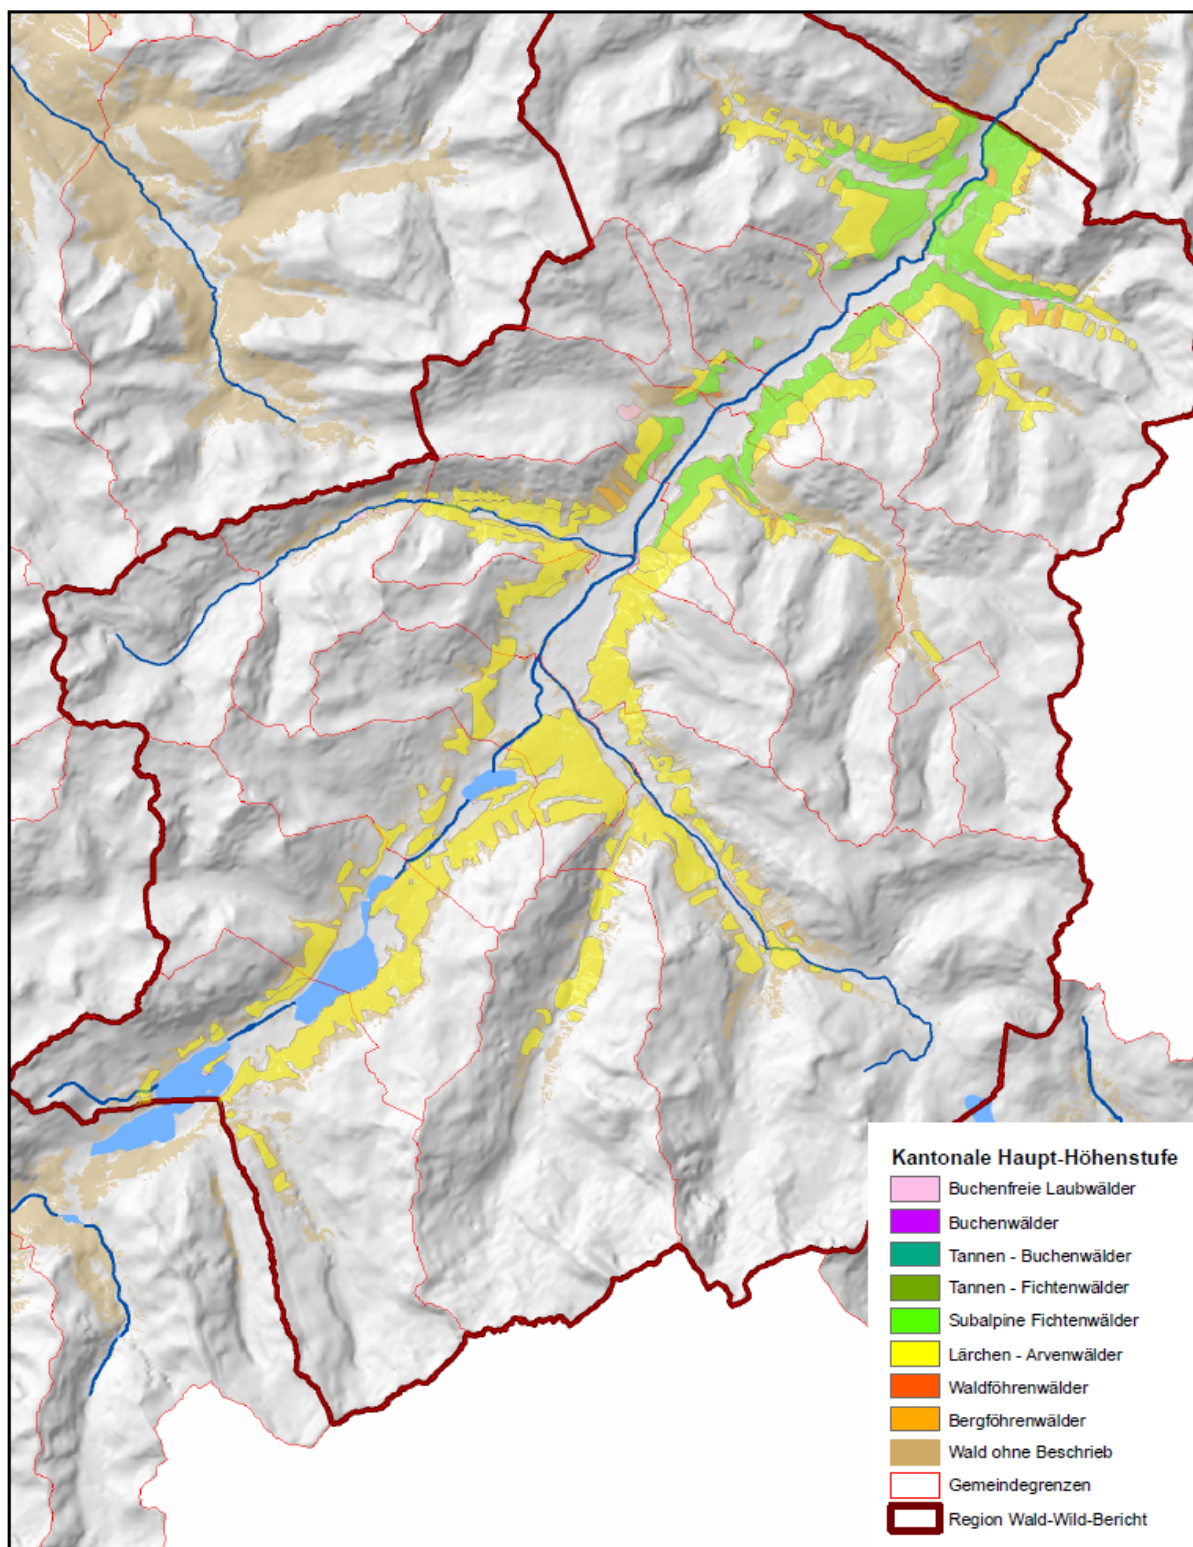 Kantonale Haupt-Höhenstufe
Buchenfreie Laubwälder
Buchenwälder
Tannen - Buchenwälder
Tannen - Fichtenwälder
Subalpine Fichtenwälder
Lärchen - Arvenwälder
Waldföhrenwälder
Bergföhrenwälder
Wald ohne Beschrieb
Gemeindegrenzen
Region Wald-Wild-Bericht